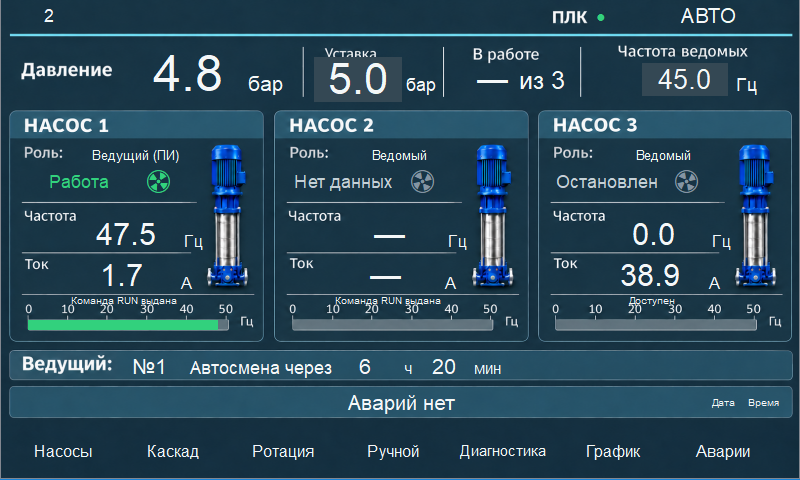 2 ПЛК АВТО
Давление 4.8 бар Уставка 5.0 бар В работе — из 3 Частота ведомых 45.0 Гц
НАСОС 1
Роль: Ведущий (ПИ)
Работа
Частота
47.5 Гц
Ток
1.7 А
Команда RUN выдана
0 10 20 30 40 50 Гц
НАСОС 2
Роль: Ведомый
Нет данных
Частота
— Гц
Ток
— А
Команда RUN выдана
0 10 20 30 40 50 Гц
НАСОС 3
Роль: Ведомый
Остановлен
Частота
0.0 Гц
Ток
38.9 А
Доступен
0 10 20 30 40 50 Гц
Ведущий: №1 Автосмена через 6 ч 20 мин
Аварий нет Дата Время
Насосы Каскад Ротация Ручной Диагностика График Аварии